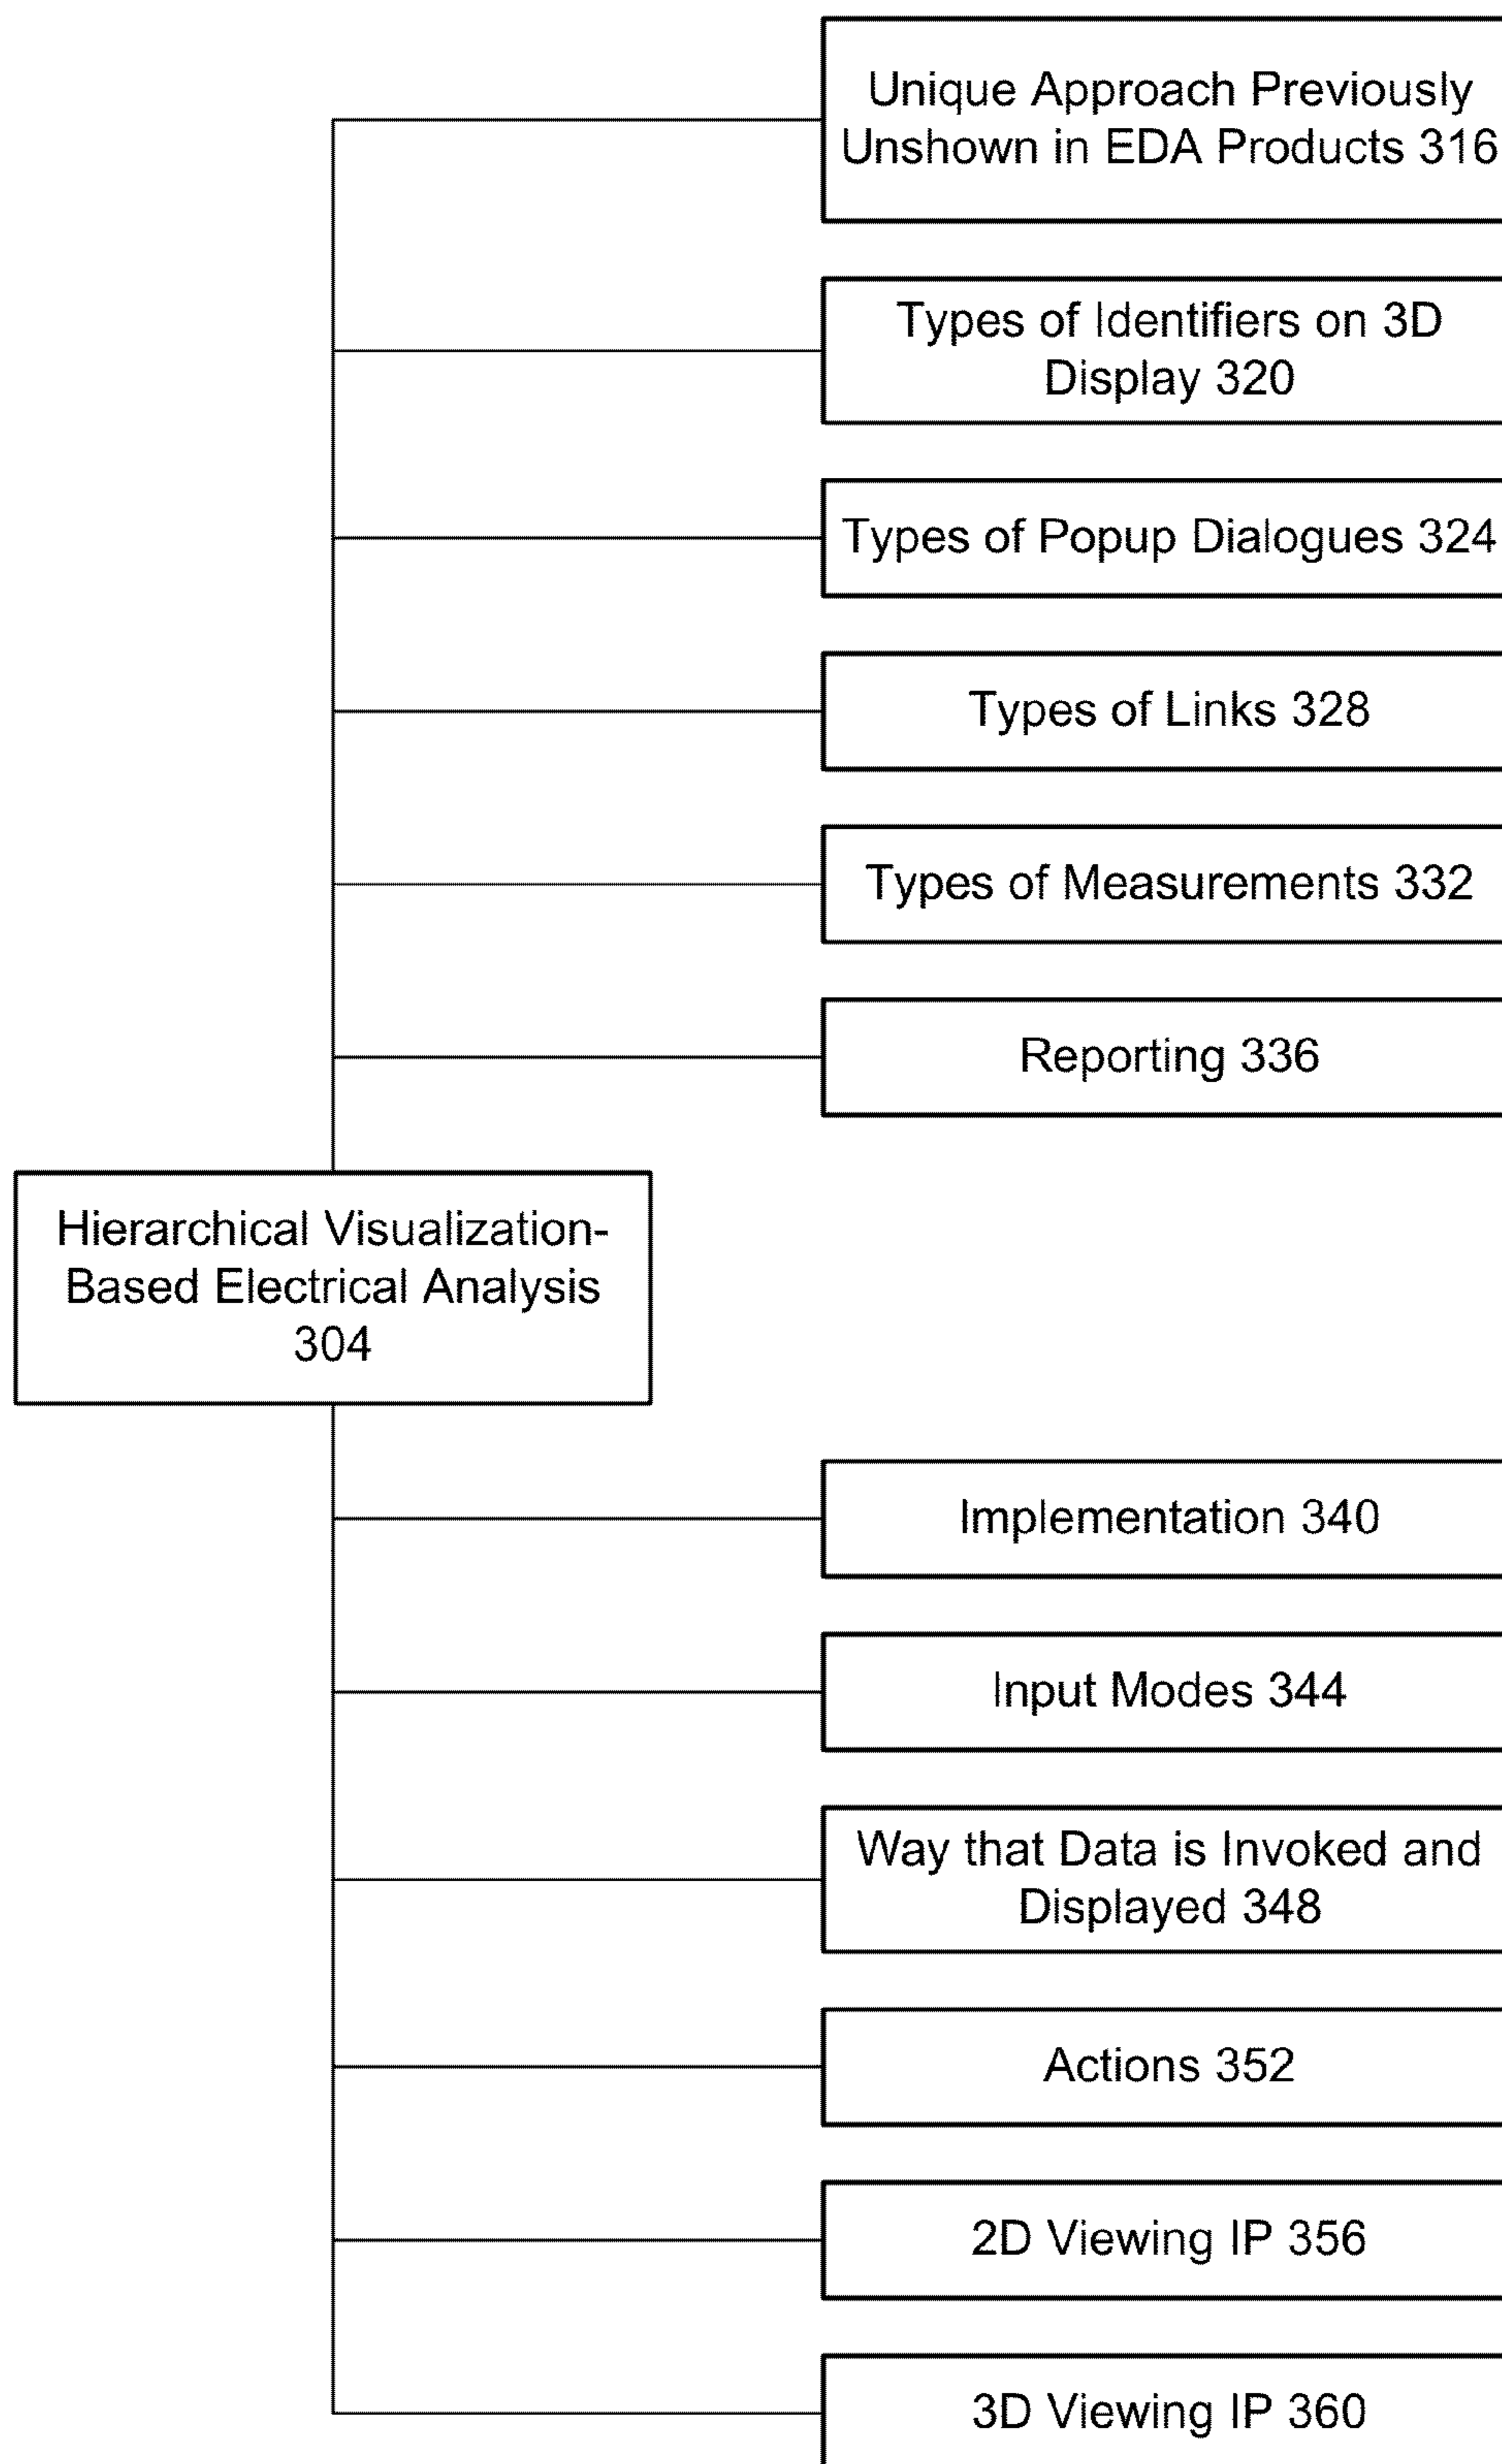 Unique Approach Previously
Unshown in EDA Products 316
Types of Identifiers on 3D
Display 320
Types of Popup Dialogues 324
Types of Links 328
Types of Measurements 332
Reporting 336
Hierarchical Visualization-
Based Electrical Analysis
304
Implementation 340
Input Modes 344
Way that Data is Invoked and
Displayed 348
Actions 352
2D Viewing IP 356
3D Viewing IP 360